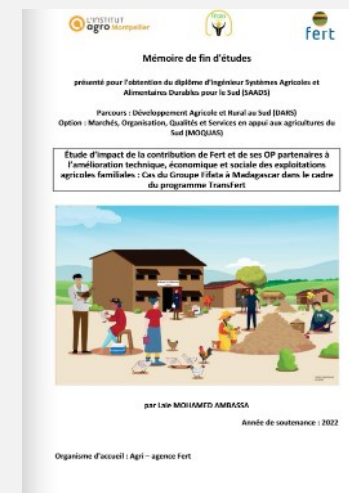 L'INSTITUT
agro Montpellier
fert
Mémoire de fin d'études
présenté pour l'obtention du diplôme d'ingénieur Systèmes Agricoles et
Alimentaires Durables pour le Sud (SAADS)
Parcours : Développement Agricole et Rural au Sud (DARS)
Option : Marchés, Organisation, Qualités et Services en appui aux agricultures du
Sud (MOQUAS)
Étude d'impact de la contribution de Fert et de ses OP partenaires à
l'amélioration technique, économique et sociale des exploitations
agricoles familiales : Cas du Groupe Fifata à Madagascar dans le cadre
du programme TransFert
par Laïe MOHAMED AMBASSA
Année de soutenance : 2022
Organisme d'accueil : Agri – agence Fert